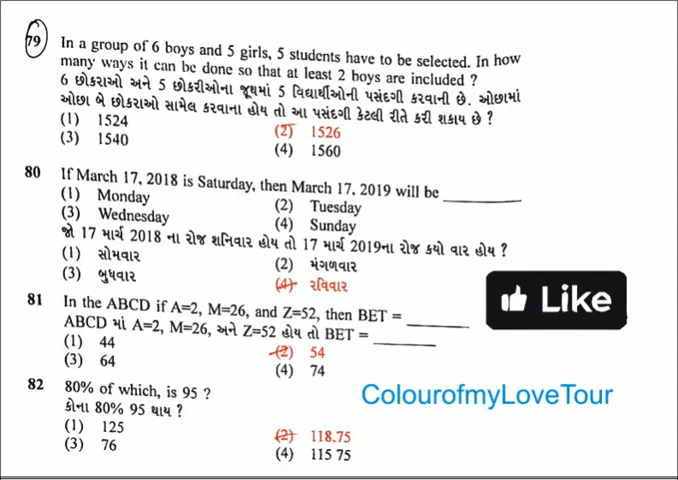 79 In a group of 6 boys and 5 girls, 5 students have to be selected. In how
many ways it can be done so that at least 2 boys are included ?
6 છોકરાઓ અને 5 છોકરીઓના જૂથમાં 5 વિદ્યાર્થીઓની પસંદગી કરવાની છે. ઓછામાં
ઓછા બે છોકરાઓ સામેલ કરવાના હોય તો આ પસંદગી કેટલી રીતે કરી શકાય છે ?
(1) 1524 (2) 1526
(3) 1540 (4) 1560
80 If March 17, 2018 is Saturday, then March 17, 2019 will be ________
(1) Monday (2) Tuesday
(3) Wednesday (4) Sunday
જો 17 માર્ચ 2018 ના રોજ શનિવાર હોય તો 17 માર્ચ 2019ના રોજ કયો વાર હોય ?
(1) સોમવાર (2) મંગળવાર
(3) બુધવાર (4) રવિવાર
Like
81 In the ABCD if A=2, M=26, and Z=52, then BET = ________
ABCD માં A=2, M=26, અને Z=52 હોય તો BET = ________
(1) 44 (2) 54
(3) 64 (4) 74
82 80% of which, is 95 ?
કોના 80% 95 થાય ?
(1) 125 (2) 118.75
(3) 76 (4) 115 75
ColourofmyLoveTour